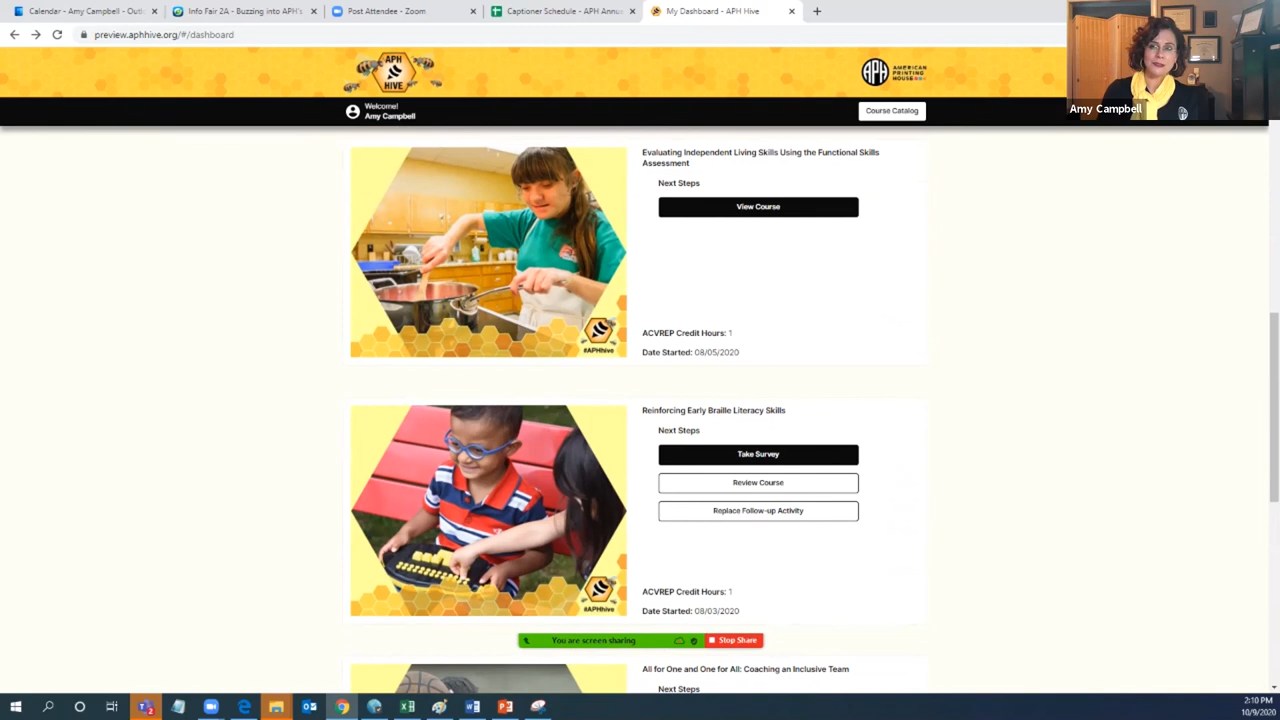 Calendar - Amy Campbell - Outl
Info Fair 2A - Buzzing into APH's
Post Attendee - Zoom
Captioner Schedule - APH Annu
My Dashboard - APH Hive
preview.aphhive.org/#/dashboard
APH
HIVE
APH
AMERICAN
PRINTING
HOUSE
Welcome!
Amy Campbell
Course Catalog
Amy Campbell
Evaluating Independent Living Skills Using the Functional Skills
Assessment
Next Steps
View Course
ACVREP Credit Hours: 1
Date Started: 08/05/2020
#APHhive
Reinforcing Early Braille Literacy Skills
Next Steps
Take Survey
Review Course
Replace Follow-up Activity
ACVREP Credit Hours: 1
Date Started: 08/03/2020
#APHhive
You are screen sharing
Stop Share
All for One and One for All: Coaching an Inclusive Team
Next Steps
2:10 PM
10/9/2020